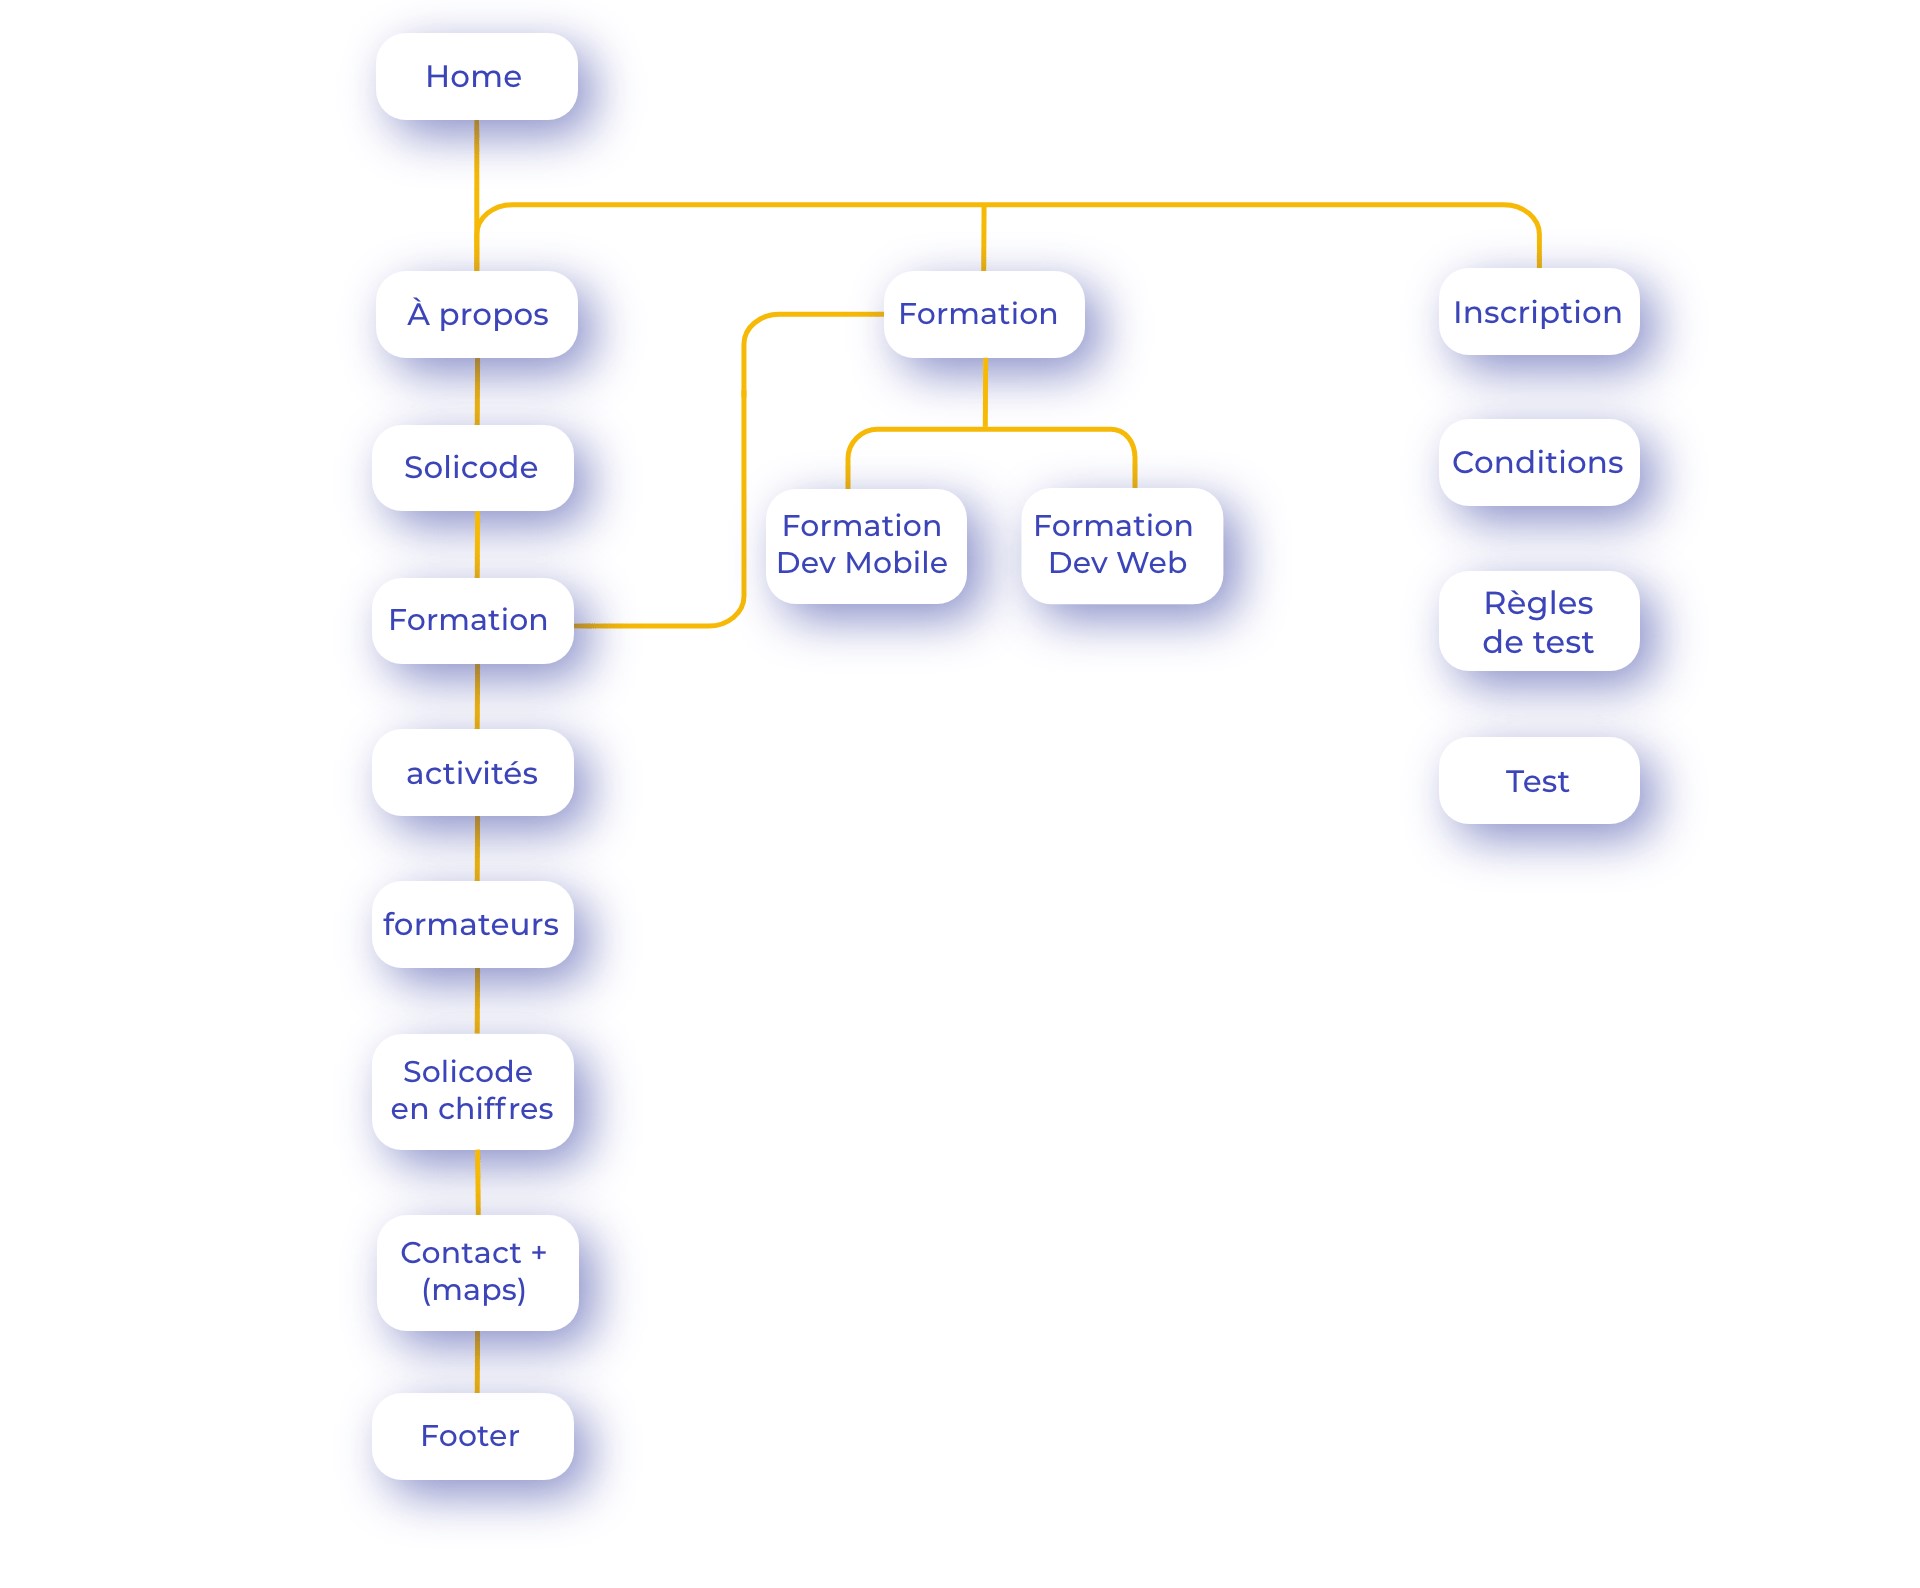 Home
À propos
Formation
Inscription
Solicode
Conditions
Formation
Dev Mobile
Formation
Dev Web
Formation
Règles
de test
activités
Test
formateurs
Solicode
en chiffres
Contact +
(maps)
Footer